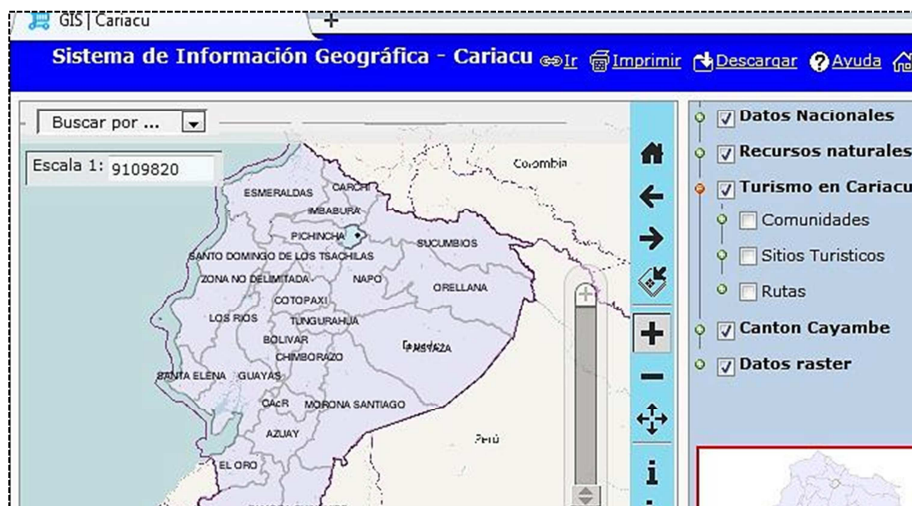 GIS | Cariacu
Sistema de Información Geográfica - Cariacu Ir Imprimir Descargar Ayuda
Buscar por ...
Escala 1: 9109820
Colombia
ESMERALDAS
CARCHI
IMBABURA
PICHINCHA
SUCUMBIOS
SANTO DOMINGO DE LOS TSACHILAS
ZONA NO DELIMITADA
NAPO
ORELLANA
COTOPAXI
LOS RIOS
TUNGURAHUA
BOLIVAR
PASTAZA
CHIMBORAZO
SANTA ELENA
GUAYAS
CAÑR
MORONA SANTIAGO
AZUAY
Perú
EL ORO
Datos Nacionales
Recursos naturales
Turismo en Cariacu
Comunidades
Sitios Turisticos
Rutas
Canton Cayambe
Datos raster